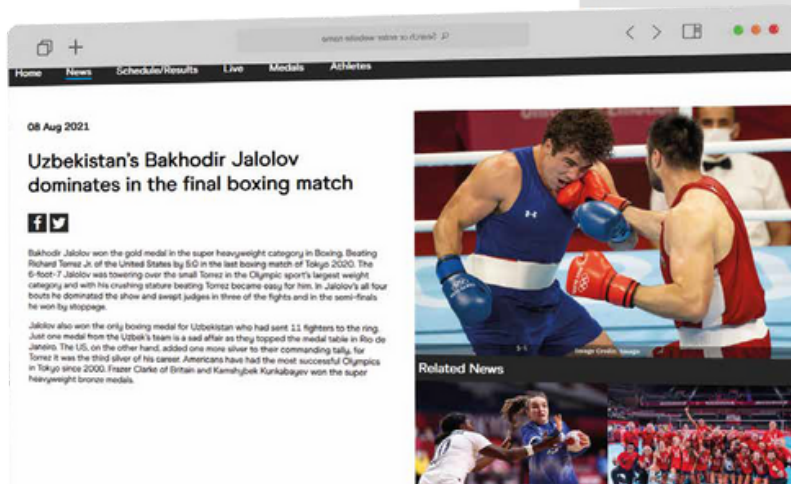 Search or enter website name
Home News Schedule/Results Live Medals Athletes
08 Aug 2021
Uzbekistan's Bakhodir Jalolov
dominates in the final boxing match
Bakhodir Jalolov won the gold medal in the super heavyweight category in Boxing. Beating
Richard Torrez Jr. of the United States by 5:0 in the last boxing match of Tokyo 2020. The
6-foot-7 Jalolov was towering over the small Torrez in the Olympic sport's largest weight
category and with his crushing stature beating Torrez became easy for him. In Jalolov's all four
bouts he dominated the show and swept judges in three of the fights and in the semi-finals
he won by stoppage.
Jalolov also won the only boxing medal for Uzbekistan who had sent 11 fighters to the ring.
Just one medal from the Uzbek's team is a sad affair as they topped the medal table in Rio de
Janeiro. The US, on the other hand, added one more silver to their commanding tally, for
Torrez it was the third silver of his career. Americans have had the most successful Olympics
in Tokyo since 2000. Frazer Clarke of Britain and Kamshybek Kunkabayev won the super
heavyweight bronze medals.
Image Credit: Imago
Related News